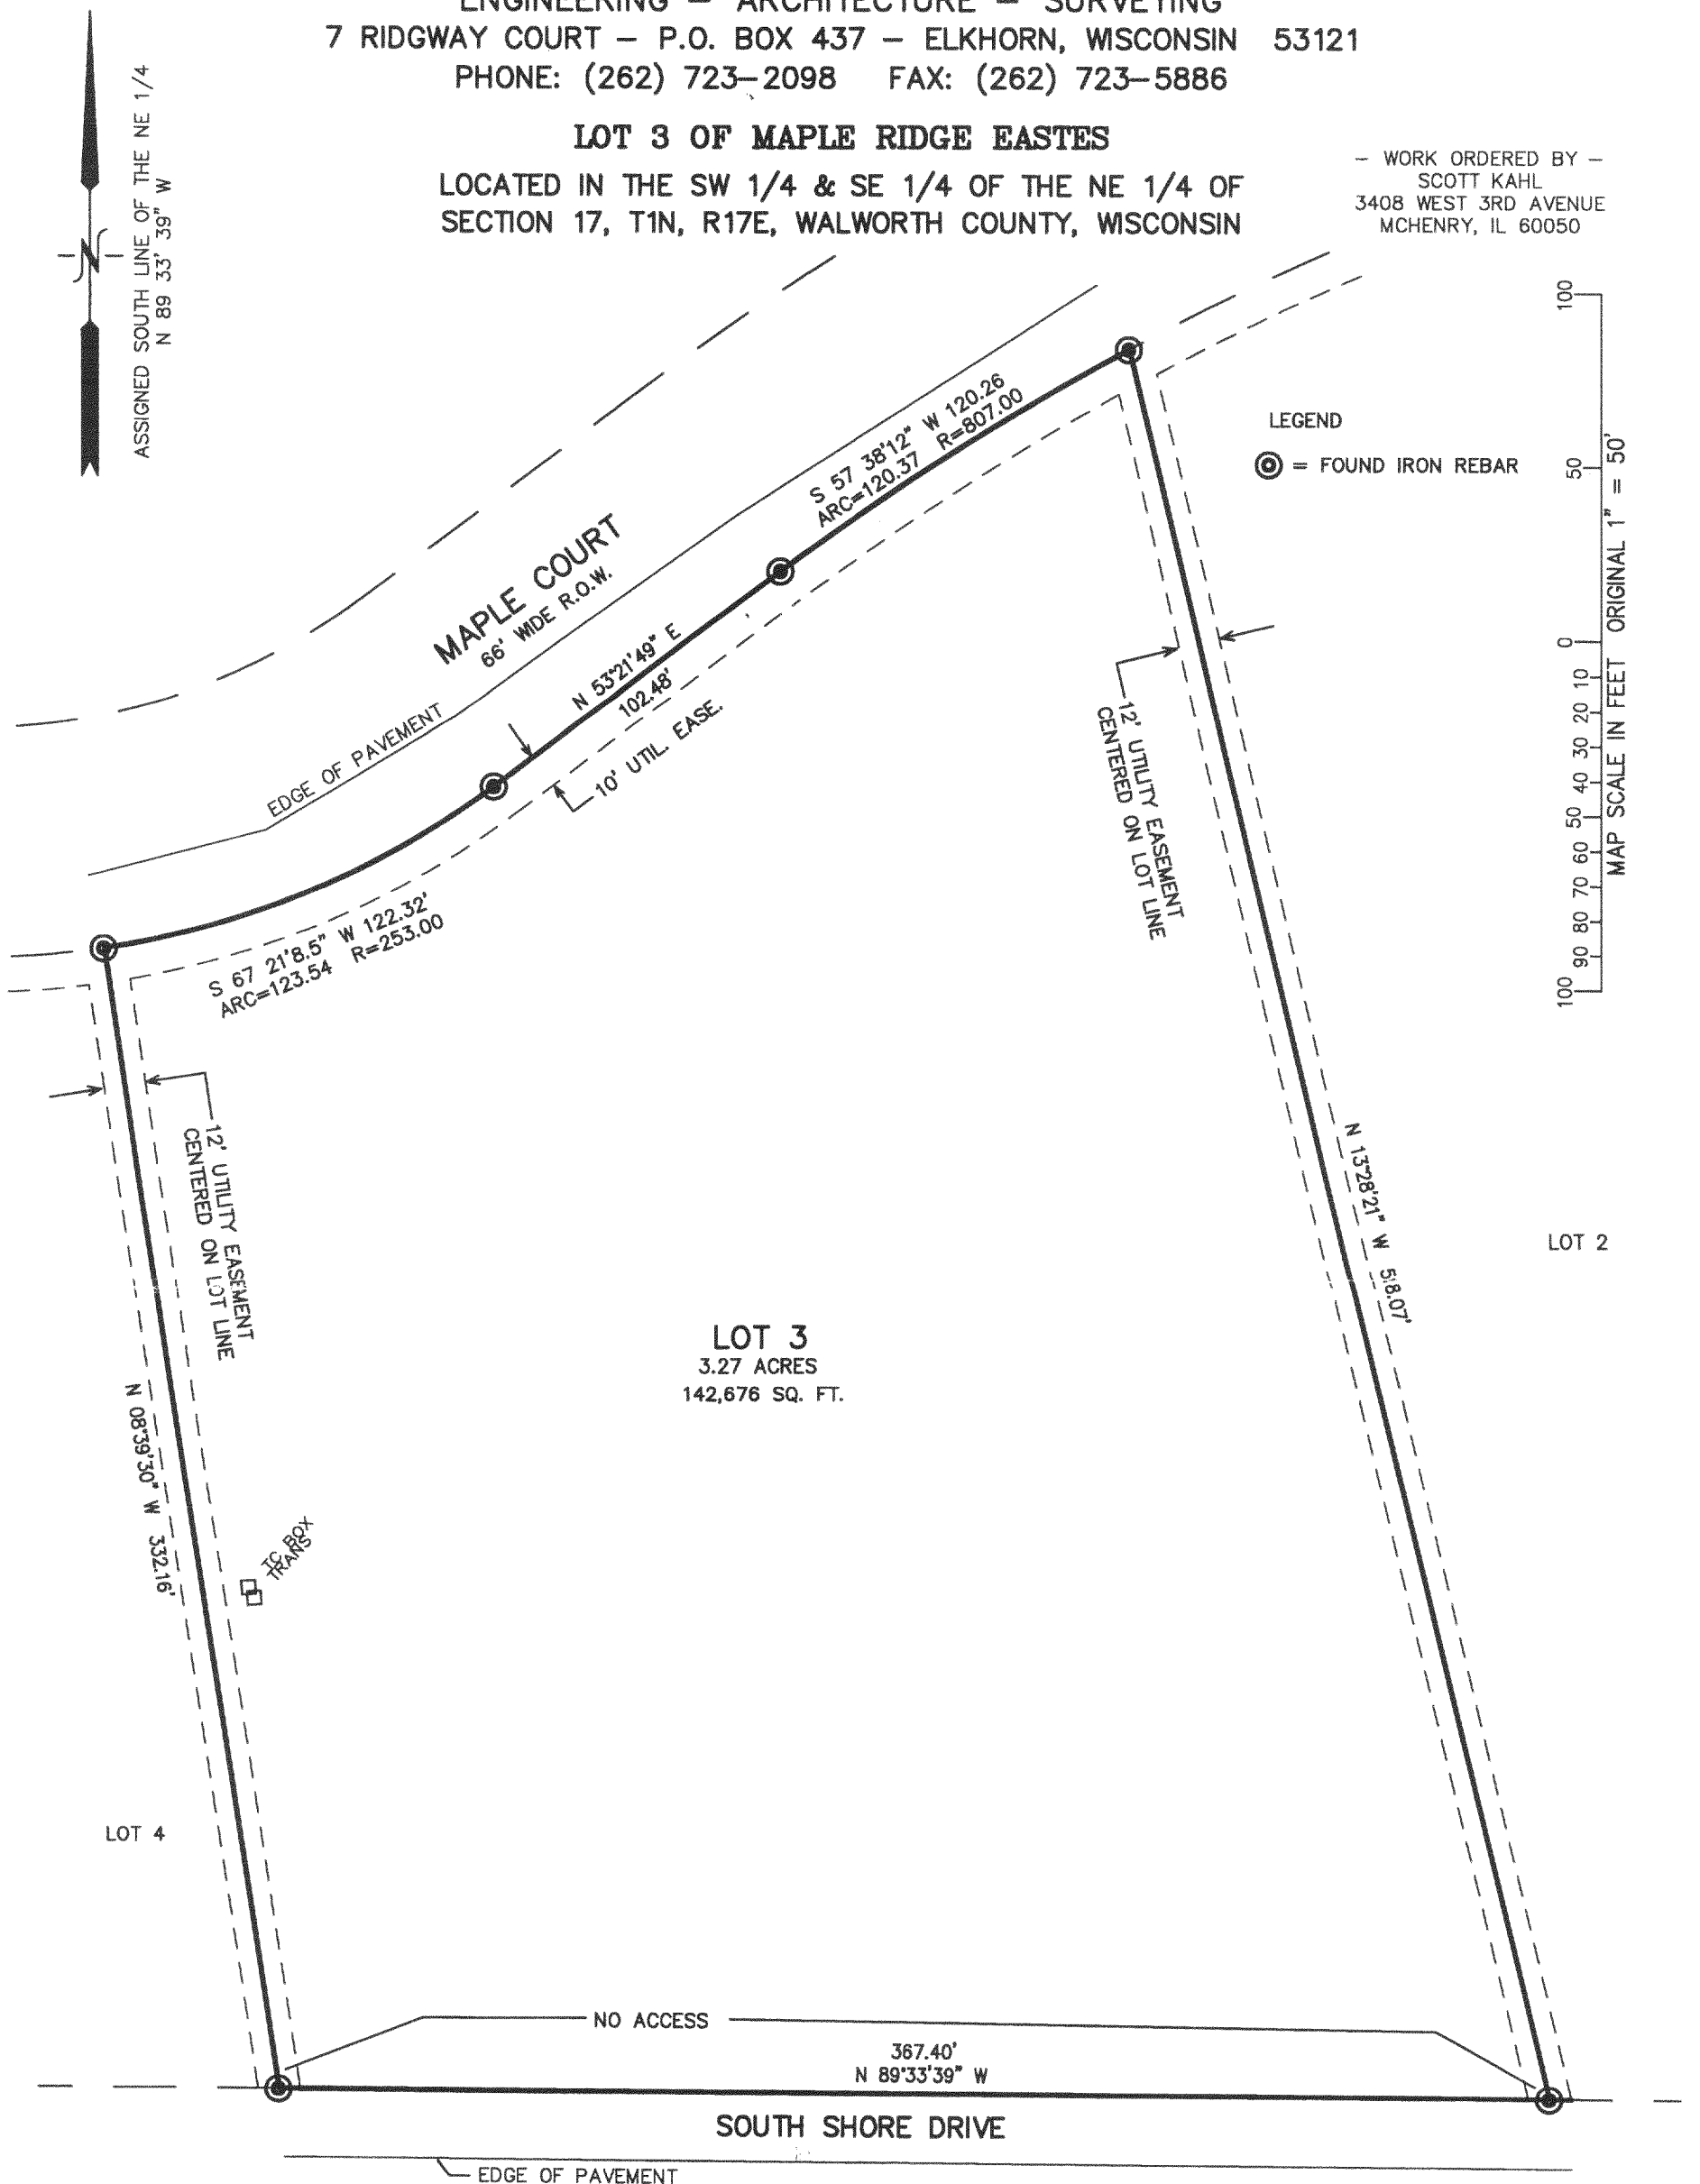 ENGINEERING – ARCHITECTURE – SURVEYING
7 RIDGWAY COURT – P.O. BOX 437 – ELKHORN, WISCONSIN 53121
PHONE: (262) 723–2098 FAX: (262) 723–5886
LOT 3 OF MAPLE RIDGE EASTES
LOCATED IN THE SW 1/4 & SE 1/4 OF THE NE 1/4 OF
SECTION 17, T1N, R17E, WALWORTH COUNTY, WISCONSIN
– WORK ORDERED BY –
SCOTT KAHL
3408 WEST 3RD AVENUE
MCHENRY, IL 60050
ASSIGNED SOUTH LINE OF THE NE 1/4
N 89 33' 39" W
N
LEGEND
= FOUND IRON REBAR
100 50 0 10 20 30 40 50 60 70 80 90 100
MAP SCALE IN FEET ORIGINAL 1" = 50'
S 57 38'12" W 120.26
ARC=120.37 R=807.00
MAPLE COURT
66' WIDE R.O.W.
N 53°21'49" E
102.48'
10' UTIL. EASE.
EDGE OF PAVEMENT
S 67 21'8.5" W 122.32'
ARC=123.54 R=253.00
12' UTILITY EASEMENT
CENTERED ON LOT LINE
12' UTILITY EASEMENT
CENTERED ON LOT LINE
N 13°28'21" W 518.07'
LOT 2
LOT 3
3.27 ACRES
142,676 SQ. FT.
N 08°39'30" W 332.16'
TC BOX
TRANS
LOT 4
NO ACCESS
367.40'
N 89°33'39" W
SOUTH SHORE DRIVE
EDGE OF PAVEMENT